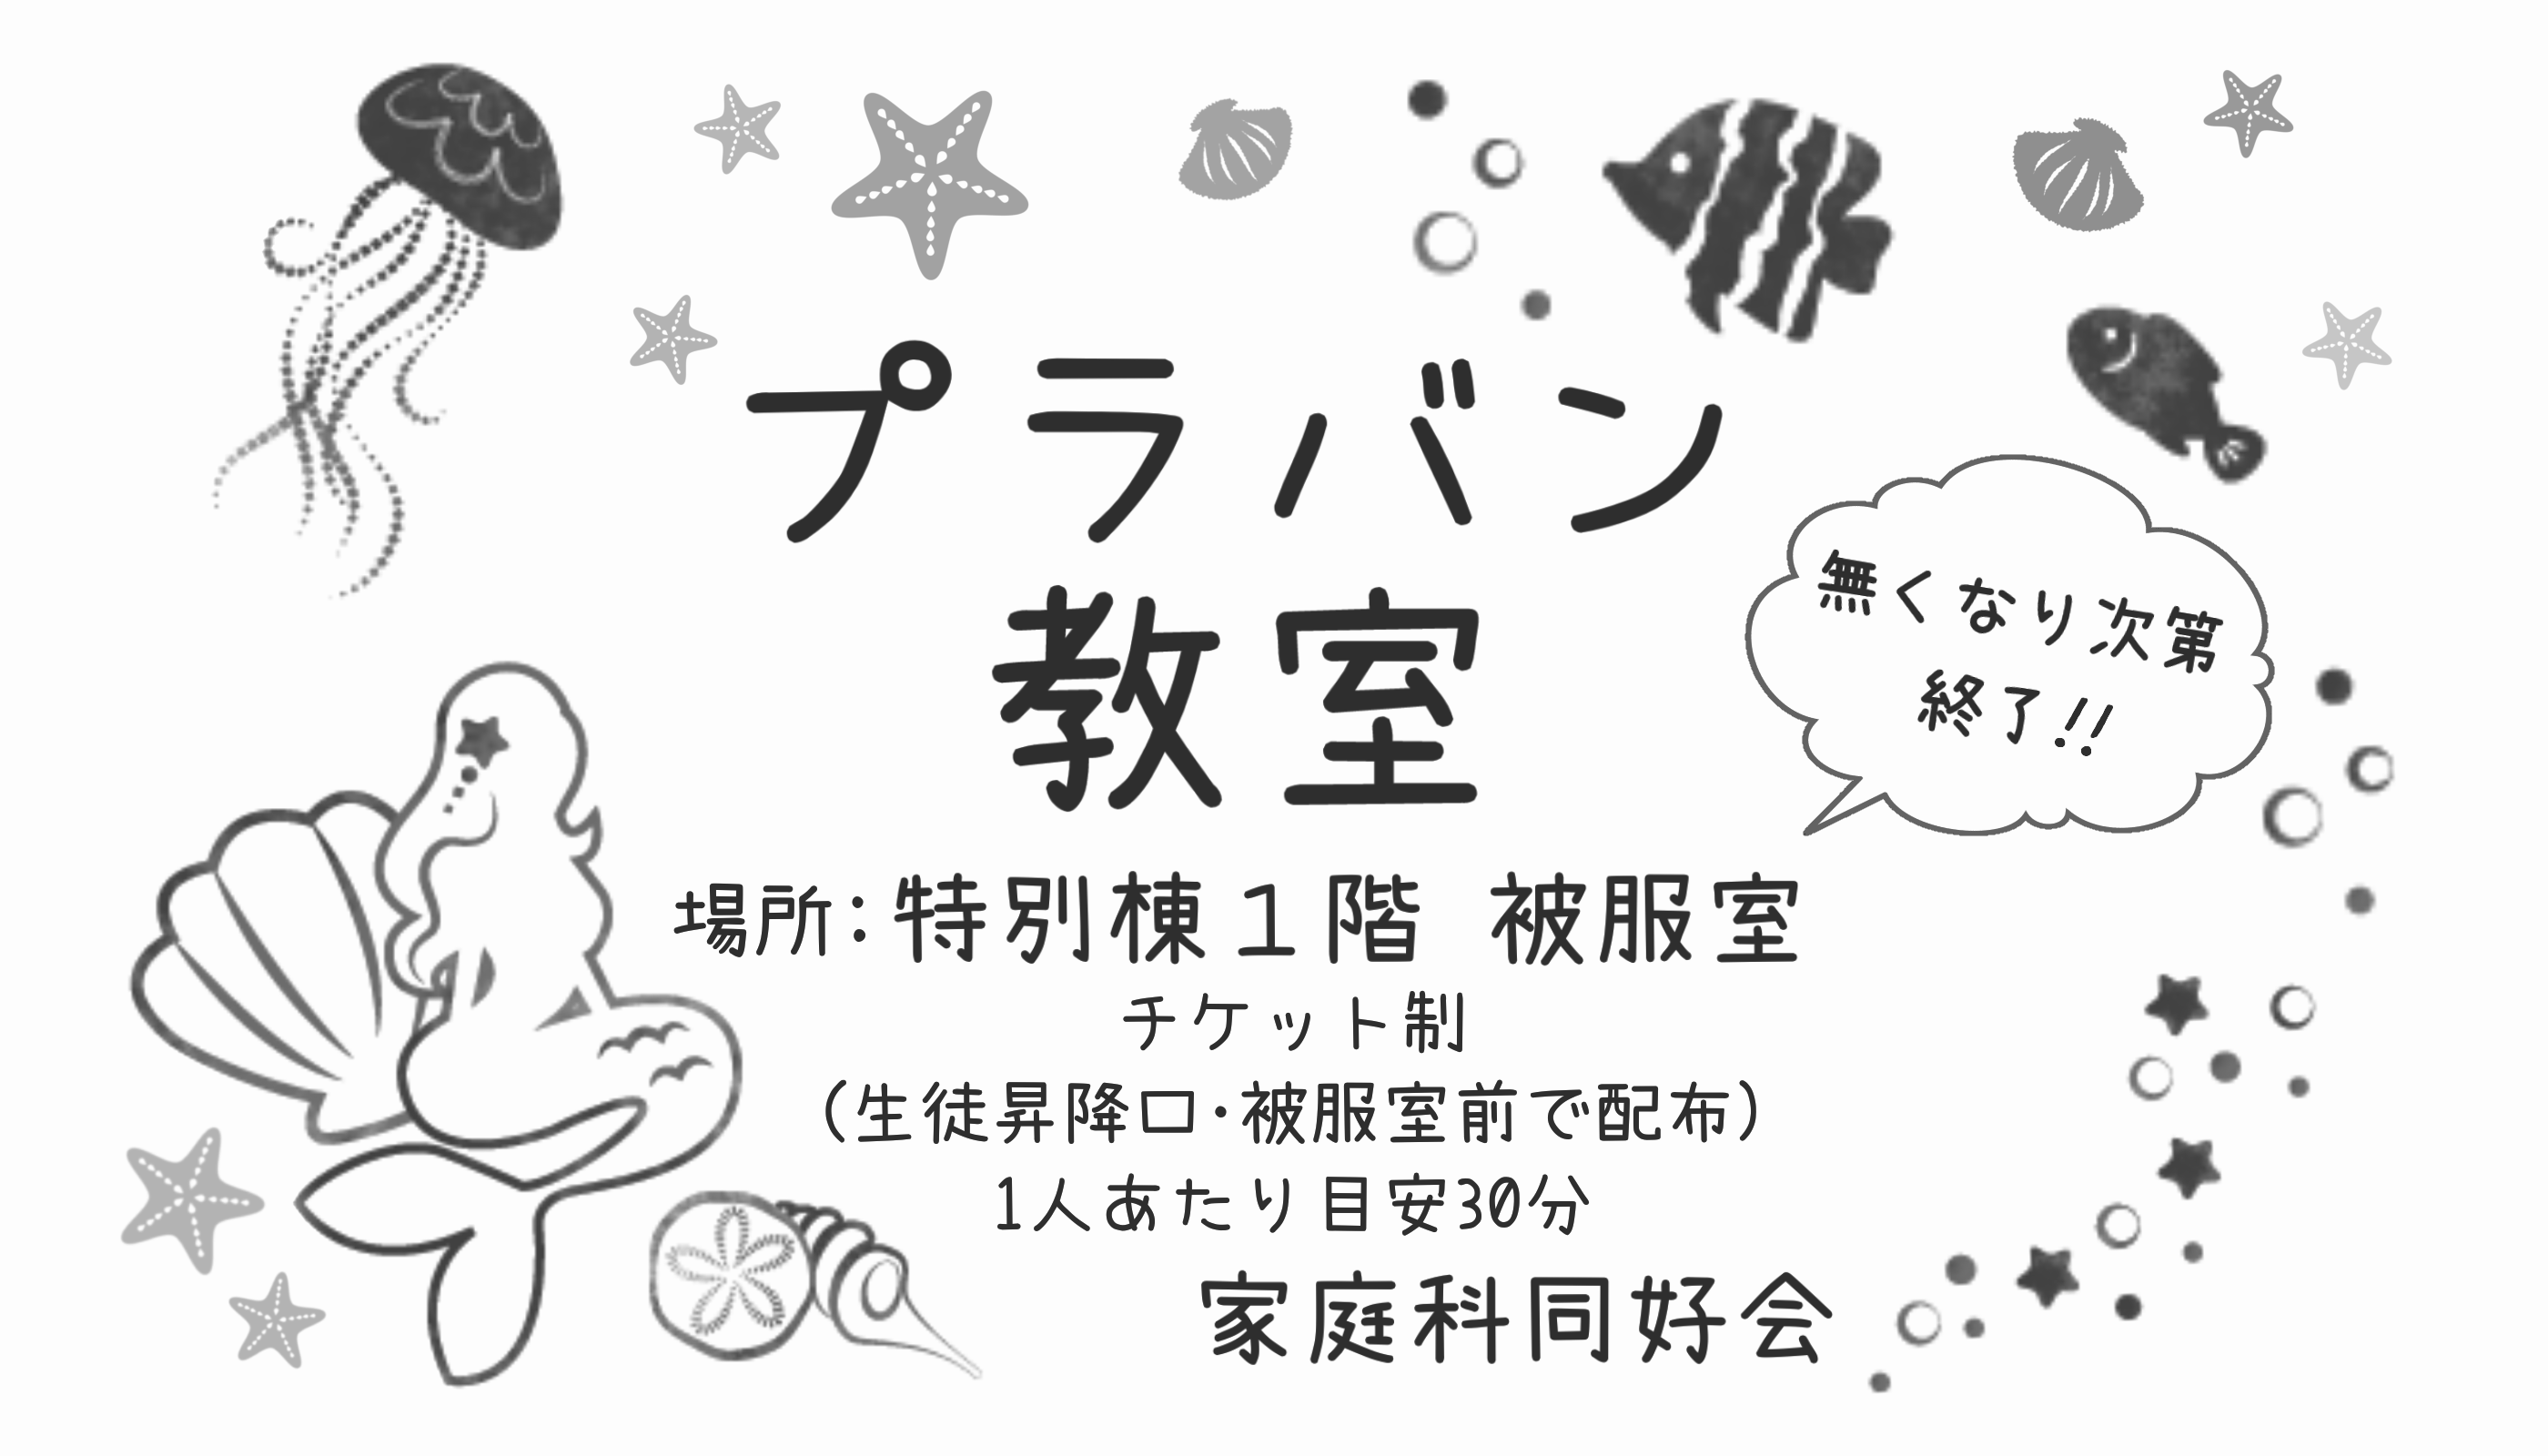 プラバン
教室
無くなり次第
終了!!
場所:特別棟1階 被服室
チケット制
(生徒昇降口・被服室前で配布)
1人あたり目安30分
家庭科同好会